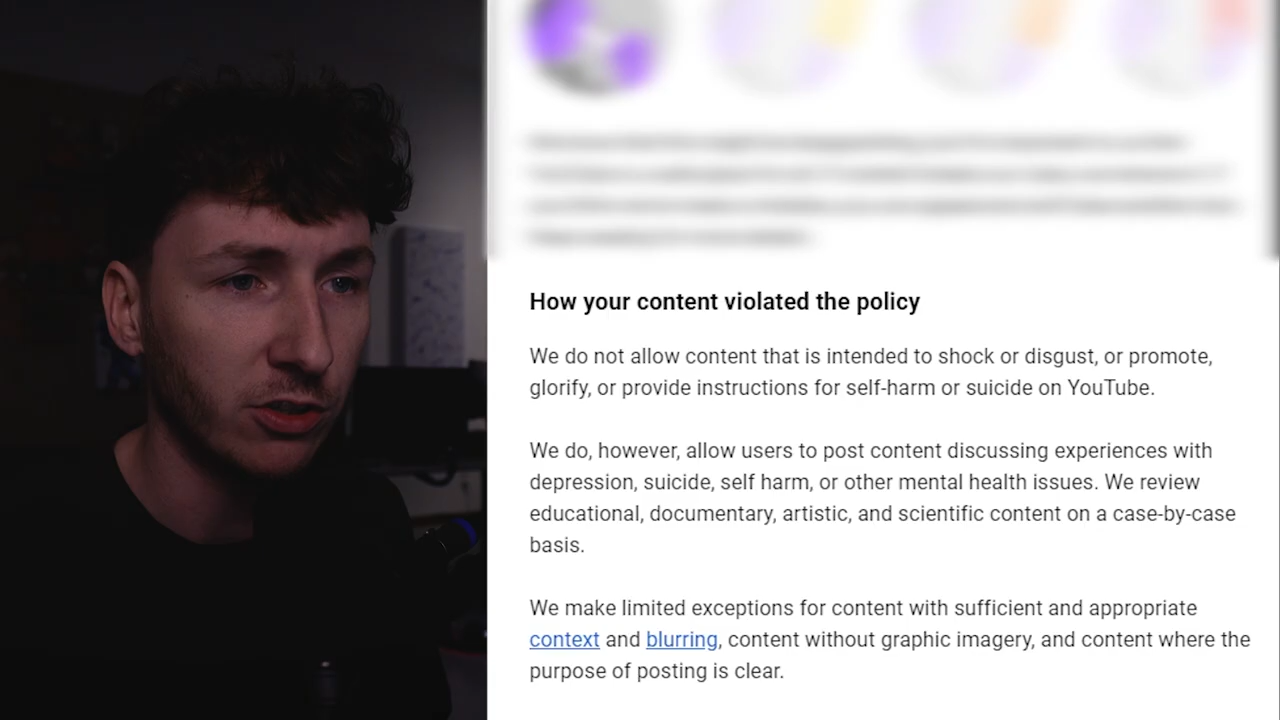 How your content violated the policy
We do not allow content that is intended to shock or disgust, or promote,
glorify, or provide instructions for self-harm or suicide on YouTube.
We do, however, allow users to post content discussing experiences with
depression, suicide, self harm, or other mental health issues. We review
educational, documentary, artistic, and scientific content on a case-by-case
basis.
We make limited exceptions for content with sufficient and appropriate
context and blurring, content without graphic imagery, and content where the
purpose of posting is clear.